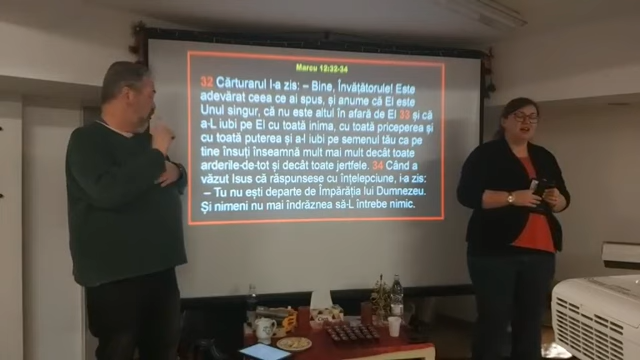 Marcu 12:32-34
32 Cărturarul I-a zis: – Bine, Învăţătorule! Este
adevărat ceea ce ai spus, şi anume că El este
Unul singur, că nu este altul în afară de El 33 şi că
a-L iubi pe El cu toată inima, cu toată priceperea şi
cu toată puterea şi a-l iubi pe semenul tău ca pe
tine însuţi înseamnă mult mai mult decât toate
arderile-de-tot şi decât toate jertfele. 34 Când a
văzut Isus că răspunsese cu înţelepciune, i-a zis:
– Tu nu eşti departe de Împărăţia lui Dumnezeu.
Şi nimeni nu mai îndrăznea să-L întrebe nimic.